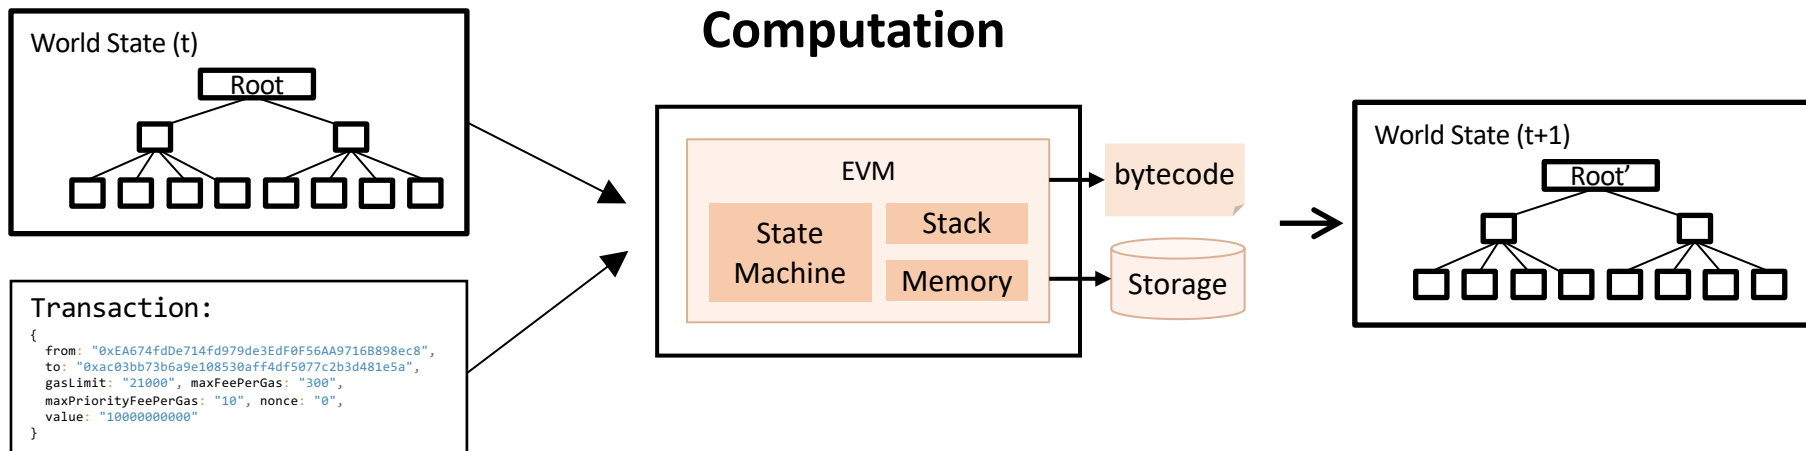 Computation
World State (t)
Root
Transaction:
{
from: "0xEA674fdDe714fd979de3EdF0F56AA9716B898ec8",
to: "0xac03bb73b6a9e108530aff4df5077c2b3d481e5a",
gasLimit: "21000", maxFeePerGas: "300",
maxPriorityFeePerGas: "10", nonce: "0",
value: "10000000000"
}
EVM
State
Machine
Stack
Memory
bytecode
Storage
World State (t+1)
Root’